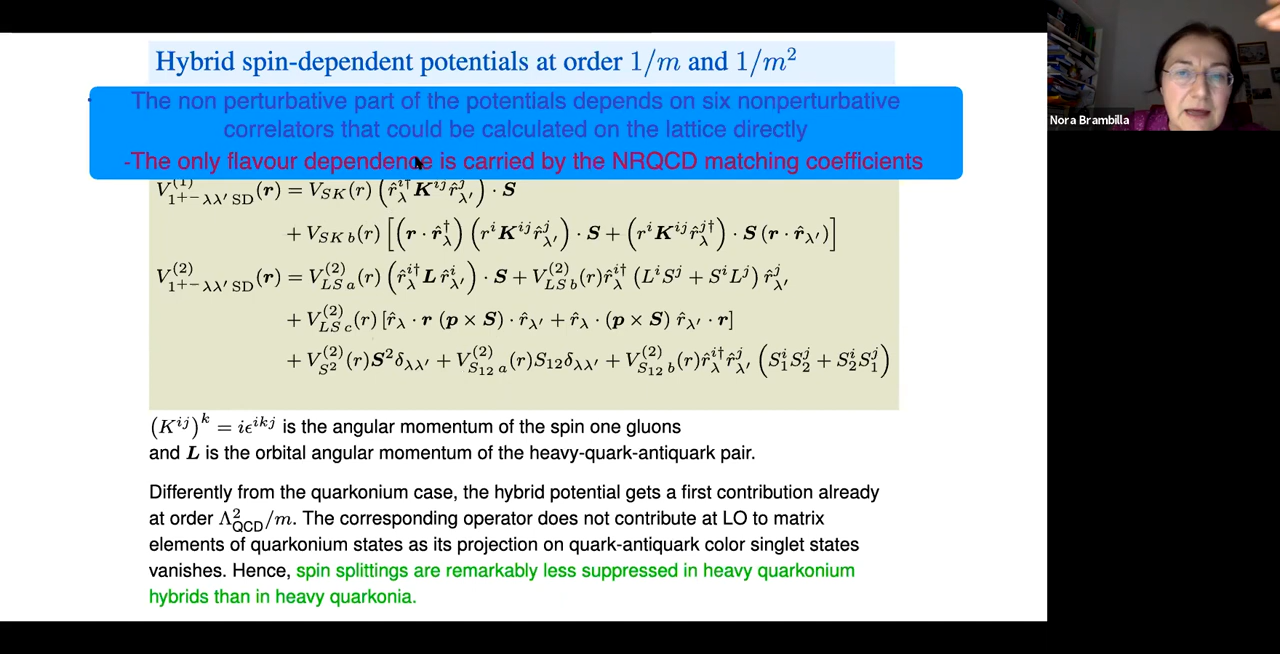 Hybrid spin-dependent potentials at order 1/m and 1/m²
The non perturbative part of the potentials depends on six nonperturbative
correlators that could be calculated on the lattice directly
-The only flavour dependence is carried by the NRQCD matching coefficients
Nora Brambilla
V^{(1)}_{1^{+-} λλ′ SD}(r) = V_{SK}(r) (r̂^{i†}_λ K^{ij} r̂^j_{λ′}) · S
+ V_{SK b}(r) [(r · r̂^†_λ) (r^i K^{ij} r̂^j_{λ′}) · S + (r^i K^{ij} r̂^{j†}_λ) · S (r · r̂_{λ′})]
V^{(2)}_{1^{+-} λλ′ SD}(r) = V^{(2)}_{LS a}(r) (r̂^{i†}_λ L r̂^i_{λ′}) · S + V^{(2)}_{LS b}(r) r̂^{i†}_λ (L^i S^j + S^i L^j) r̂^j_{λ′}
+ V^{(2)}_{LS c}(r) [r̂_λ · r (p × S) · r̂_{λ′} + r̂_λ · (p × S) r̂_{λ′} · r]
+ V^{(2)}_{S²}(r) S² δ_{λλ′} + V^{(2)}_{S₁₂ a}(r) S₁₂ δ_{λλ′} + V^{(2)}_{S₁₂ b}(r) r̂^{i†}_λ r̂^j_{λ′} (S^i_1 S^j_2 + S^i_2 S^j_1)
(K^{ij})^k = iϵ^{ikj} is the angular momentum of the spin one gluons
and L is the orbital angular momentum of the heavy-quark-antiquark pair.
Differently from the quarkonium case, the hybrid potential gets a first contribution already
at order Λ²_QCD/m. The corresponding operator does not contribute at LO to matrix
elements of quarkonium states as its projection on quark-antiquark color singlet states
vanishes. Hence, spin splittings are remarkably less suppressed in heavy quarkonium
hybrids than in heavy quarkonia.